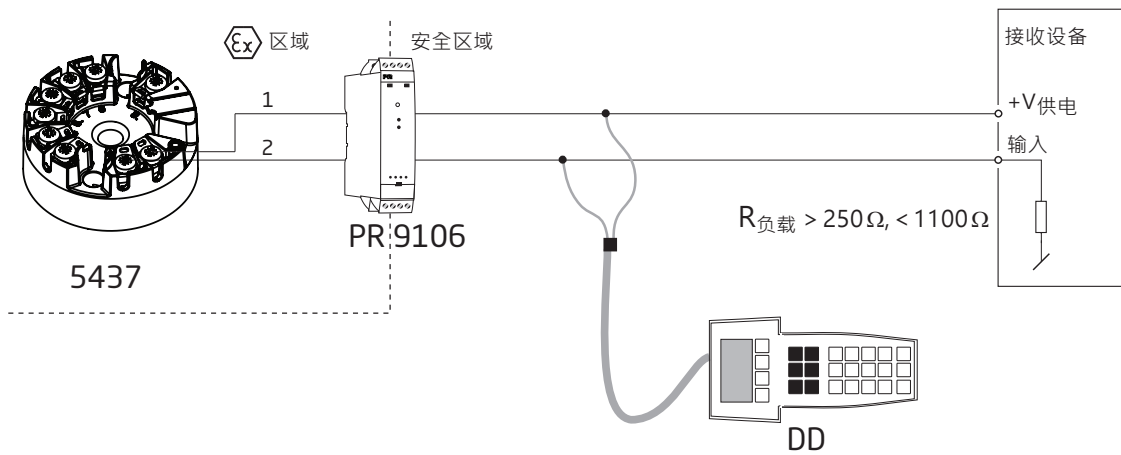 Ex 区域
安全区域
接收设备
PR
1
+V供电
2
输入
R负载 > 250Ω, < 1100Ω
PR 9106
5437
DD